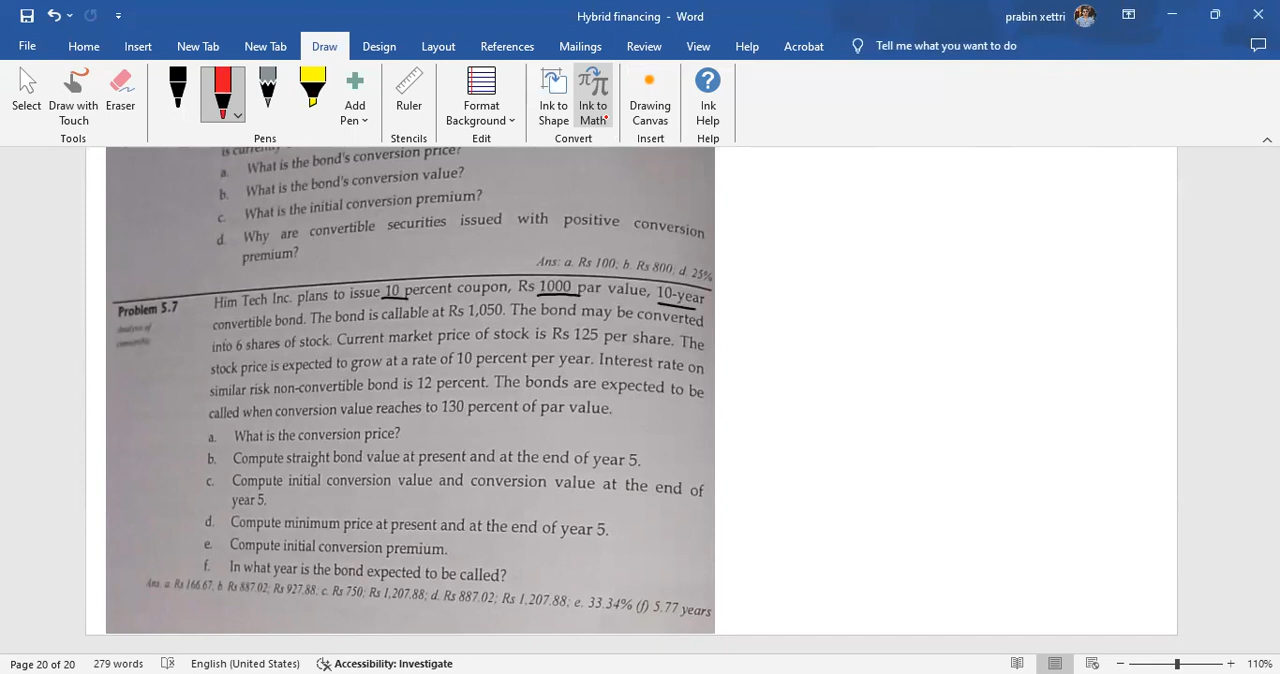 Hybrid financing - Word
prabin xettri
File Home Insert New Tab New Tab Draw Design Layout References Mailings Review View Help Acrobat Tell me what you want to do
Select Draw with Touch Eraser Add Pen Ruler Format Background Ink to Shape Ink to Math Drawing Canvas Ink Help
Tools Pens Stencils Edit Convert Insert Help
is currently
a. What is the bond's conversion price?
b. What is the bond's conversion value?
c. What is the initial conversion premium?
d. Why are convertible securities issued with positive conversion
premium?
Ans: a. Rs 100; b. Rs 800; d. 25%
Problem 5.7
Analysis of
Him Tech Inc. plans to issue 10 percent coupon, Rs 1000 par value, 10-year
convertible bond. The bond is callable at Rs 1,050. The bond may be converted
into 6 shares of stock. Current market price of stock is Rs 125 per share. The
stock price is expected to grow at a rate of 10 percent per year. Interest rate on
similar risk non-convertible bond is 12 percent. The bonds are expected to be
called when conversion value reaches to 130 percent of par value.
a. What is the conversion price?
b. Compute straight bond value at present and at the end of year 5.
c. Compute initial conversion value and conversion value at the end of
year 5.
d. Compute minimum price at present and at the end of year 5.
e. Compute initial conversion premium.
f. In what year is the bond expected to be called?
Ans. a. Rs 166.67; b. Rs 887.02; Rs 927.88. c. Rs 750; Rs 1,207.88; d. Rs 887.02; Rs 1,207.88; e. 33.34% (f) 5.77 years
Page 20 of 20 279 words English (United States) Accessibility: Investigate 110%